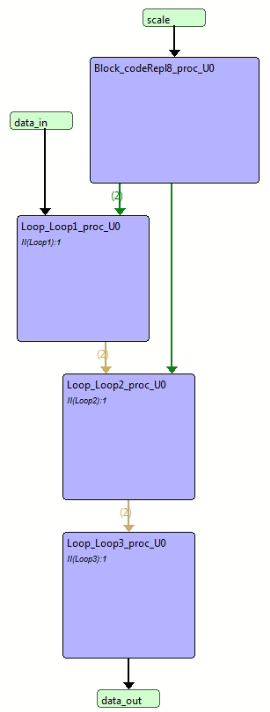 scale
Block_codeRepl8_proc_U0
data_in
(2)
Loop_Loop1_proc_U0
II(Loop1):1
(2)
Loop_Loop2_proc_U0
II(Loop2):1
(2)
Loop_Loop3_proc_U0
II(Loop3):1
data_out